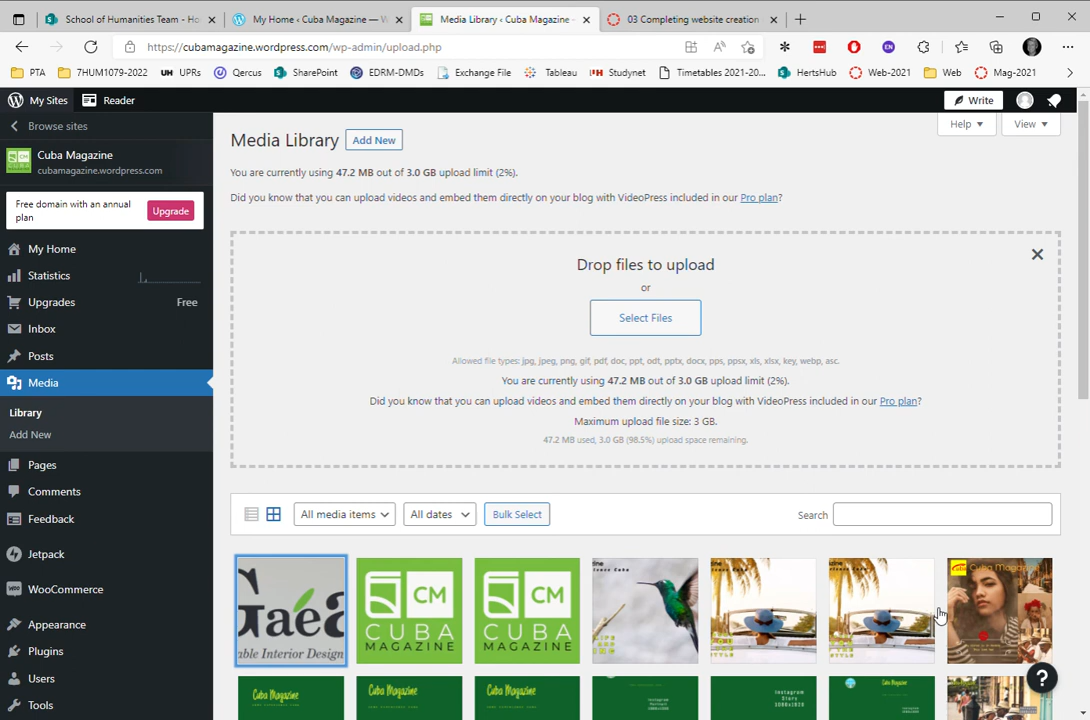 School of Humanities Team - Ho
My Home ‹ Cuba Magazine — W
Media Library ‹ Cuba Magazine -
03 Completing website creation
https://cubamagazine.wordpress.com/wp-admin/upload.php
PTA
7HUM1079-2022
UH UPRs
Qercus
SharePoint
EDRM-DMDs
Exchange File
Tableau
UH Studynet
Timetables 2021-20...
HertsHub
Web-2021
Web
Mag-2021
My Sites
Reader
Write
Browse sites
Cuba Magazine
cubamagazine.wordpress.com
Free domain with an annual
plan
Upgrade
My Home
Statistics
Upgrades
Free
Inbox
Posts
Media
Library
Add New
Pages
Comments
Feedback
Jetpack
WooCommerce
Appearance
Plugins
Users
Tools
Help
View
Media Library
Add New
You are currently using 47.2 MB out of 3.0 GB upload limit (2%).
Did you know that you can upload videos and embed them directly on your blog with VideoPress included in our Pro plan?
Drop files to upload
or
Select Files
Allowed file types: jpg, jpeg, png, gif, pdf, doc, ppt, odt, pptx, docx, pps, ppsx, xls, xlsx, key, webp, asc.
You are currently using 47.2 MB out of 3.0 GB upload limit (2%).
Did you know that you can upload videos and embed them directly on your blog with VideoPress included in our Pro plan?
Maximum upload file size: 3 GB.
47.2 MB used, 3.0 GB (98.5%) upload space remaining.
All media items
All dates
Bulk Select
Search
Gaéa
able Interior Design
CM
CUBA
MAGAZINE
CM
CUBA
MAGAZINE
Cuba Magazine
Cuba Magazine
Cuba Magazine
Cuba Magazine
Instagram
Portrait
1080x1350
Instagram
Story
1080x1920
?